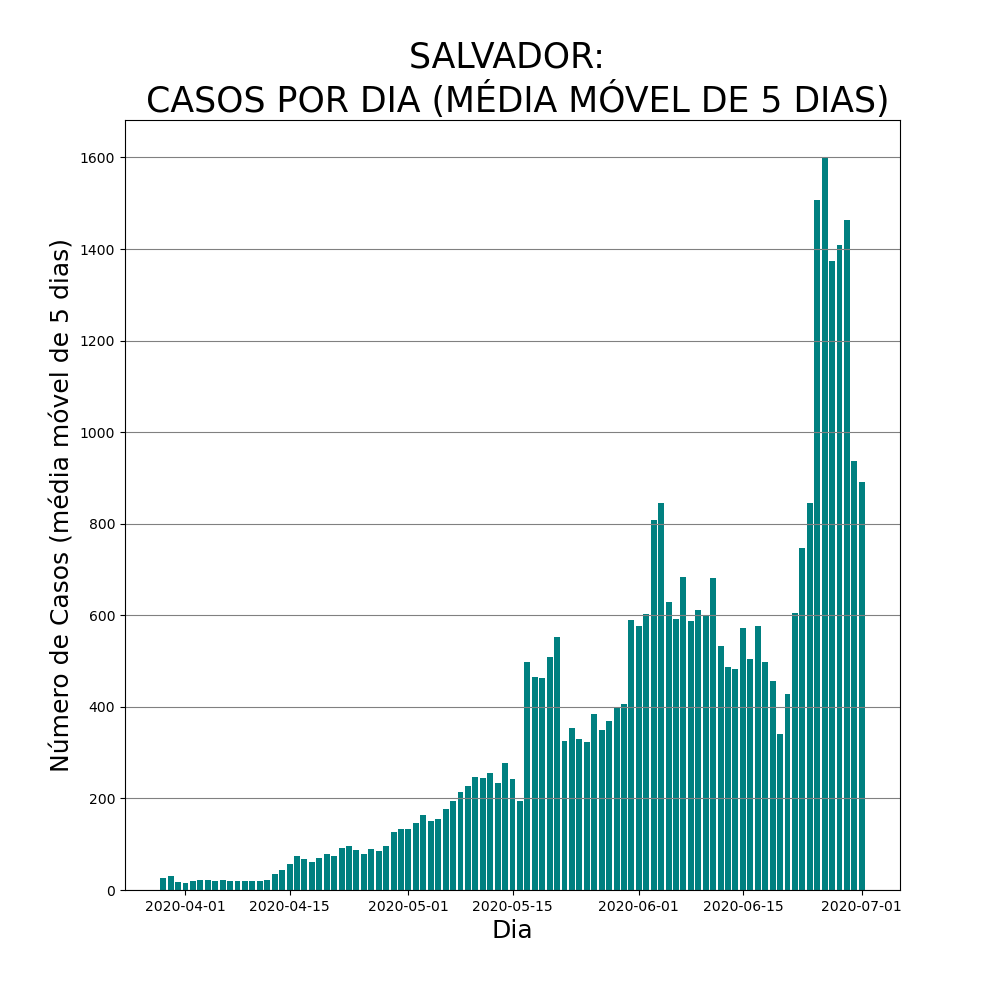 SALVADOR:
CASOS POR DIA (MÉDIA MÓVEL DE 5 DIAS)
Número de Casos (média móvel de 5 dias)
1600
1400
1200
1000
800
600
400
200
0
2020-04-01 2020-04-15 2020-05-01 2020-05-15 2020-06-01 2020-06-15 2020-07-01
Dia